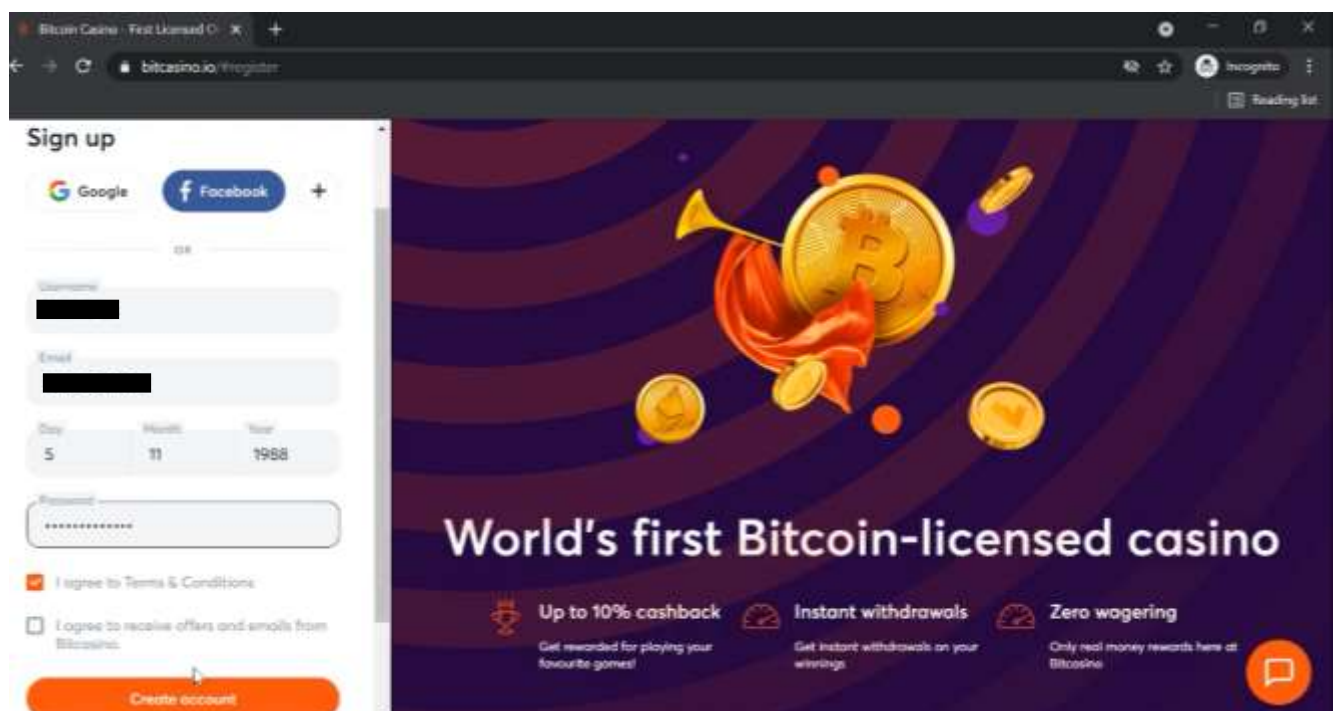 Bitcoin Casino - First Licensed
bitcasino.io/#register
Incognito
Reading list
Sign up
Google
Facebook
OR
Username
Email
Day Month Year
5 11 1988
Password
I agree to Terms & Conditions
I agree to receive offers and emails from
Bitcasino.
Create account
World's first Bitcoin-licensed casino
Up to 10% cashback
Get rewarded for playing your
favourite games!
Instant withdrawals
Get instant withdrawals on your
winnings
Zero wagering
Only real money rewards here at
Bitcasino